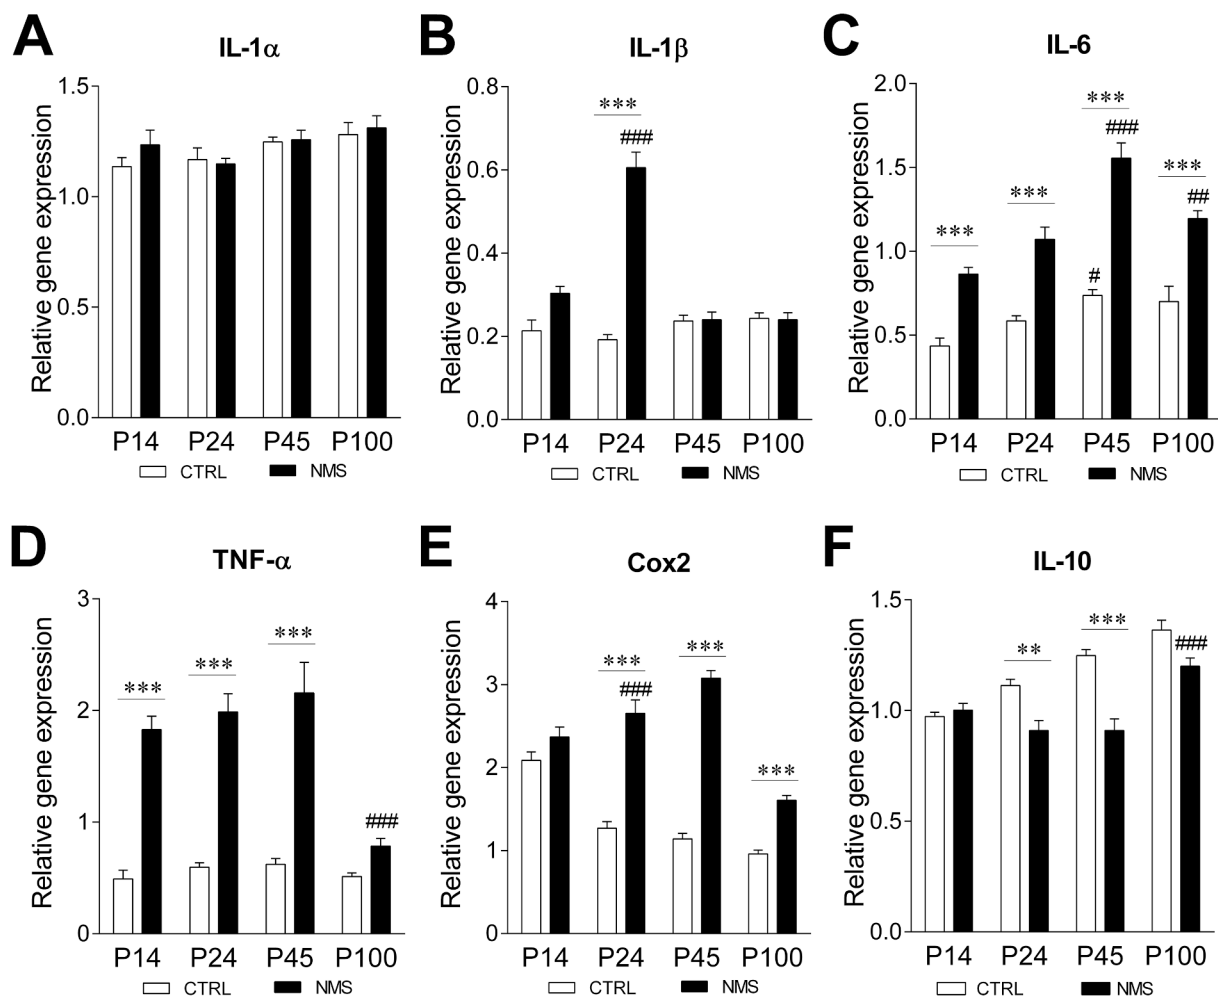 A
IL-1α
Relative gene expression
1.5
1.0
0.5
0.0
P14 P24 P45 P100
CTRL NMS
B
IL-1β
Relative gene expression
0.8
0.6
0.4
0.2
0.0
***
###
P14 P24 P45 P100
CTRL NMS
C
IL-6
Relative gene expression
2.0
1.5
1.0
0.5
0.0
***
***
#
***
###
***
##
P14 P24 P45 P100
CTRL NMS
D
TNF-α
Relative gene expression
3
2
1
0
***
***
***
###
P14 P24 P45 P100
CTRL NMS
E
Cox2
Relative gene expression
4
3
2
1
0
***
###
***
***
P14 P24 P45 P100
CTRL NMS
F
IL-10
Relative gene expression
1.5
1.0
0.5
0.0
**
***
###
P14 P24 P45 P100
CTRL NMS